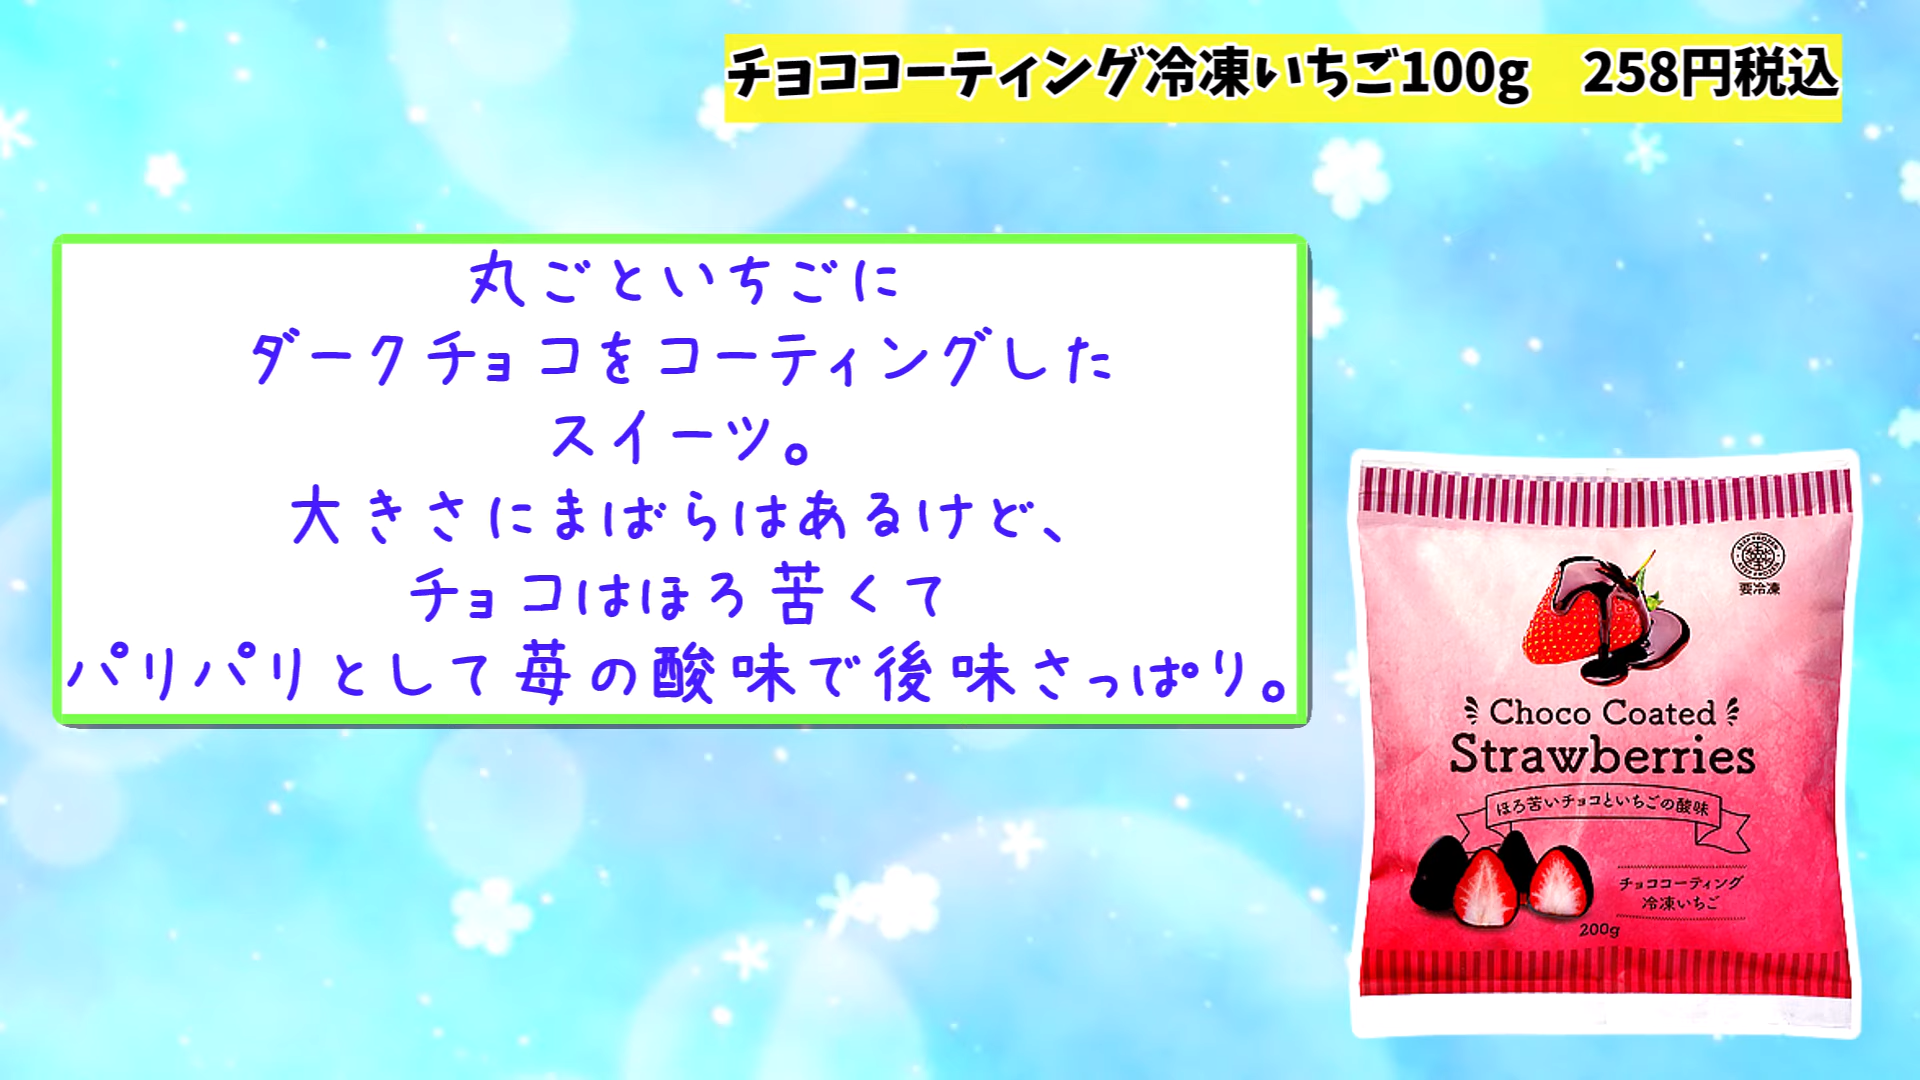 チョココーティング冷凍いちご100g　258円税込
丸ごといちごに
ダークチョコをコーティングした
スイーツ。
大きさにまばらはあるけど、
チョコはほろ苦くて
パリパリとして苺の酸味で後味さっぱり。
KEEP FROZEN
KEEP FROZEN
要冷凍
Choco Coated
Strawberries
ほろ苦いチョコといちごの酸味
チョココーティング
冷凍いちご
200g